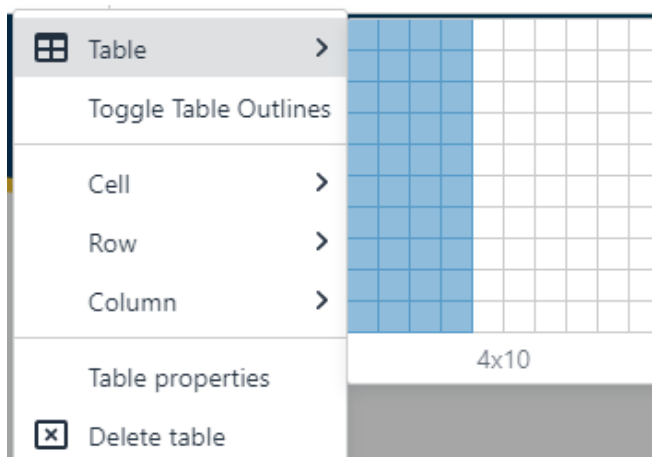 Table
Toggle Table Outlines
Cell
Row
Column
4x10
Table properties
Delete table